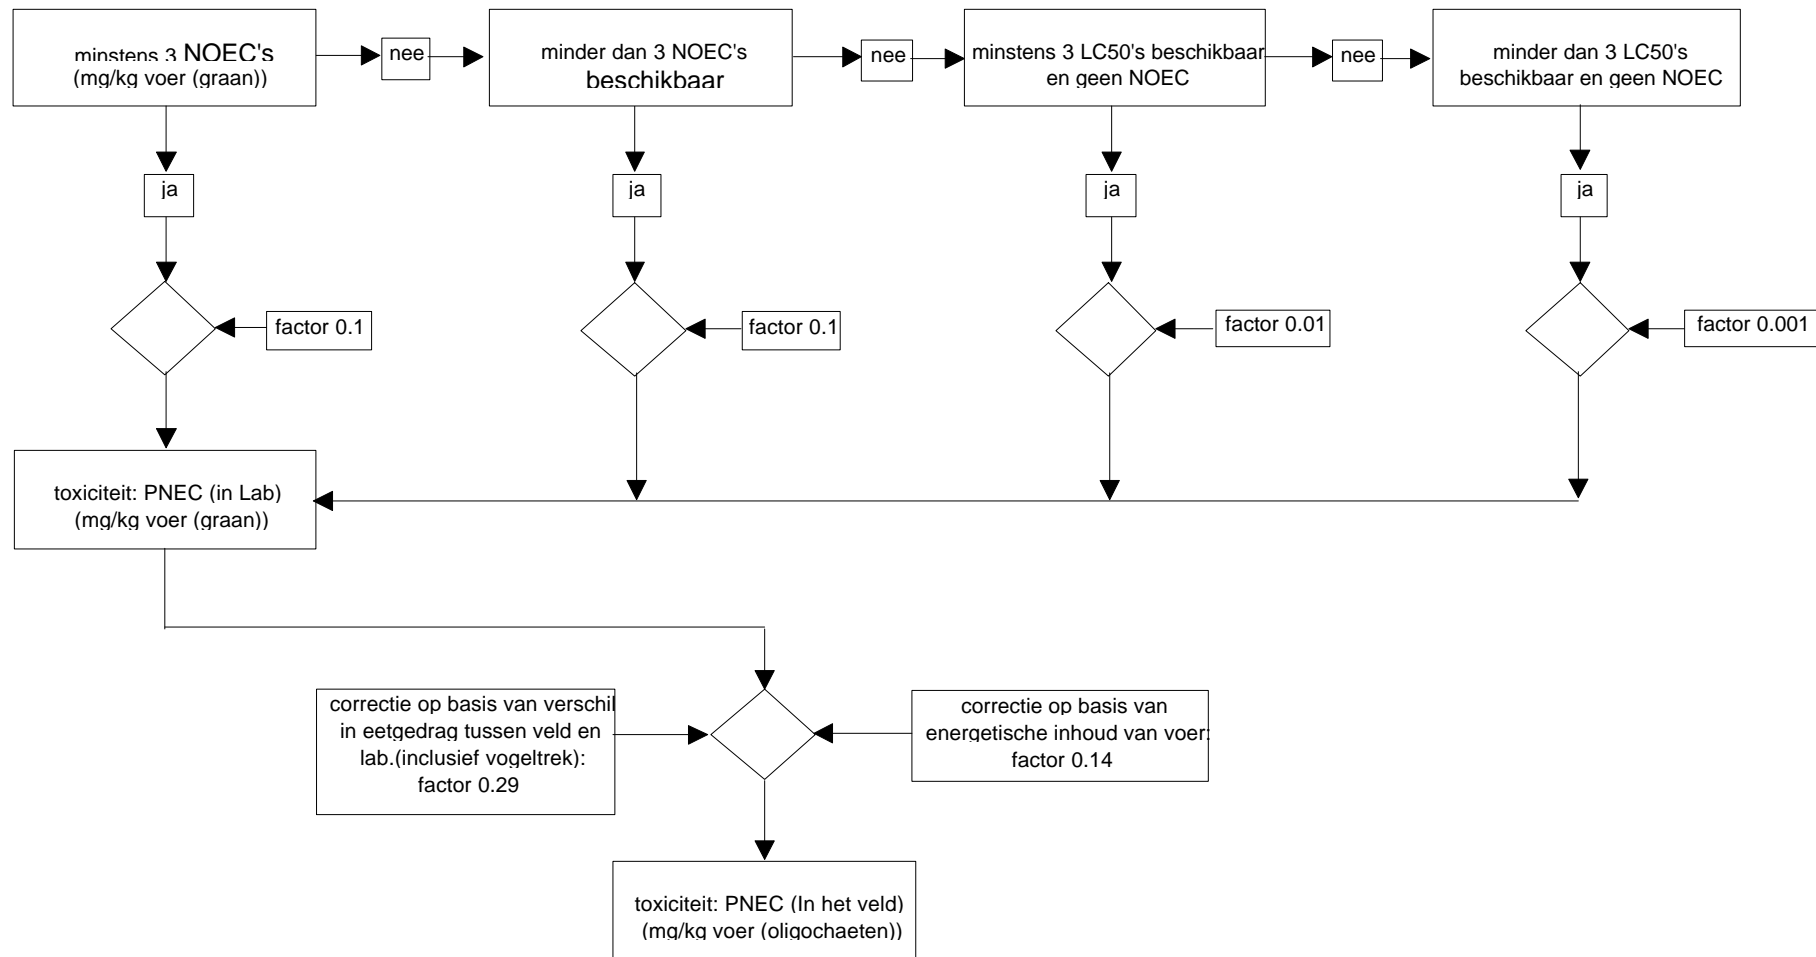 minstens 3 NOEC's
(mg/kg voer (graan))
nee
minder dan 3 NOEC's
beschikbaar
nee
minstens 3 LC50's beschikbaar
en geen NOEC
nee
minder dan 3 LC50's
beschikbaar en geen NOEC
ja
ja
ja
ja
factor 0.1
factor 0.1
factor 0.01
factor 0.001
toxiciteit: PNEC (in Lab)
(mg/kg voer (graan))
correctie op basis van verschil
in eetgedrag tussen veld en
lab.(inclusief vogeltrek):
factor 0.29
correctie op basis van
energetische inhoud van voer:
factor 0.14
toxiciteit: PNEC (In het veld)
(mg/kg voer (oligochaeten))